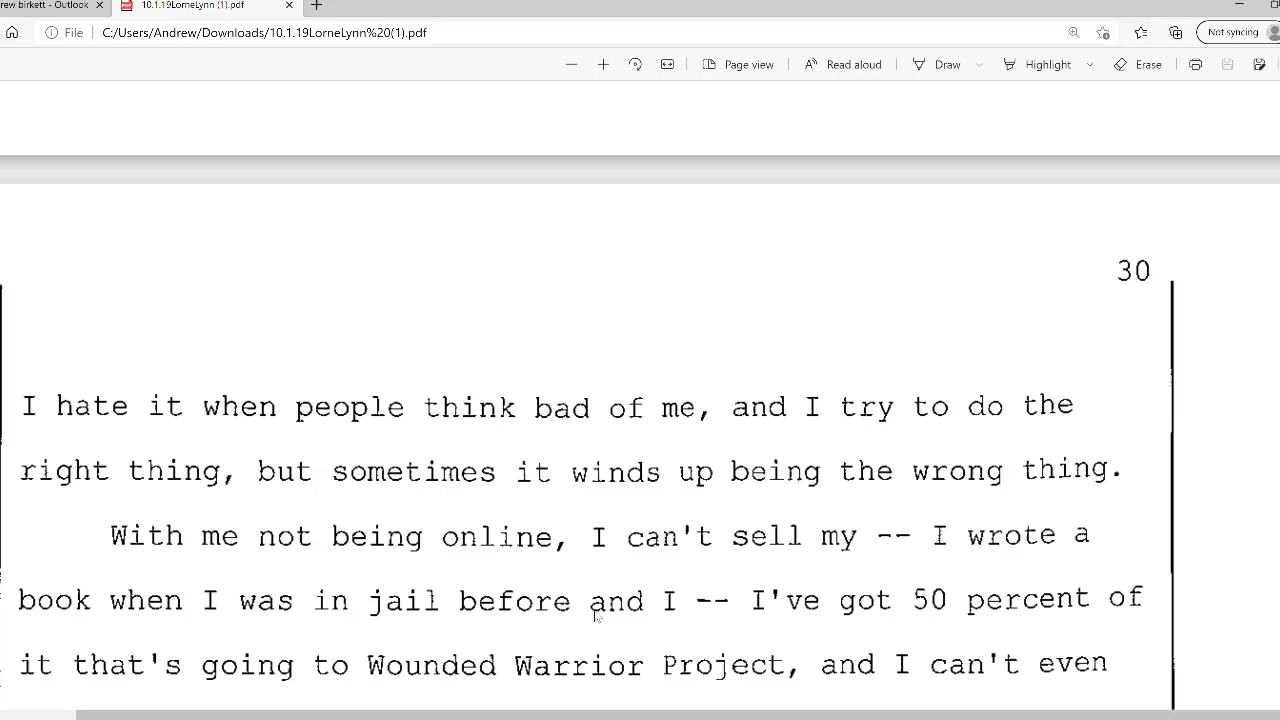 rew birkett - Outlook
10.1.19LorneLynn (1).pdf
File C:/Users/Andrew/Downloads/10.1.19LorneLynn%20(1).pdf
Not syncing
Page view
Read aloud
Draw
Highlight
Erase
30
I hate it when people think bad of me, and I try to do the
right thing, but sometimes it winds up being the wrong thing.
With me not being online, I can't sell my -- I wrote a
book when I was in jail before and I -- I've got 50 percent of
it that's going to Wounded Warrior Project, and I can't even